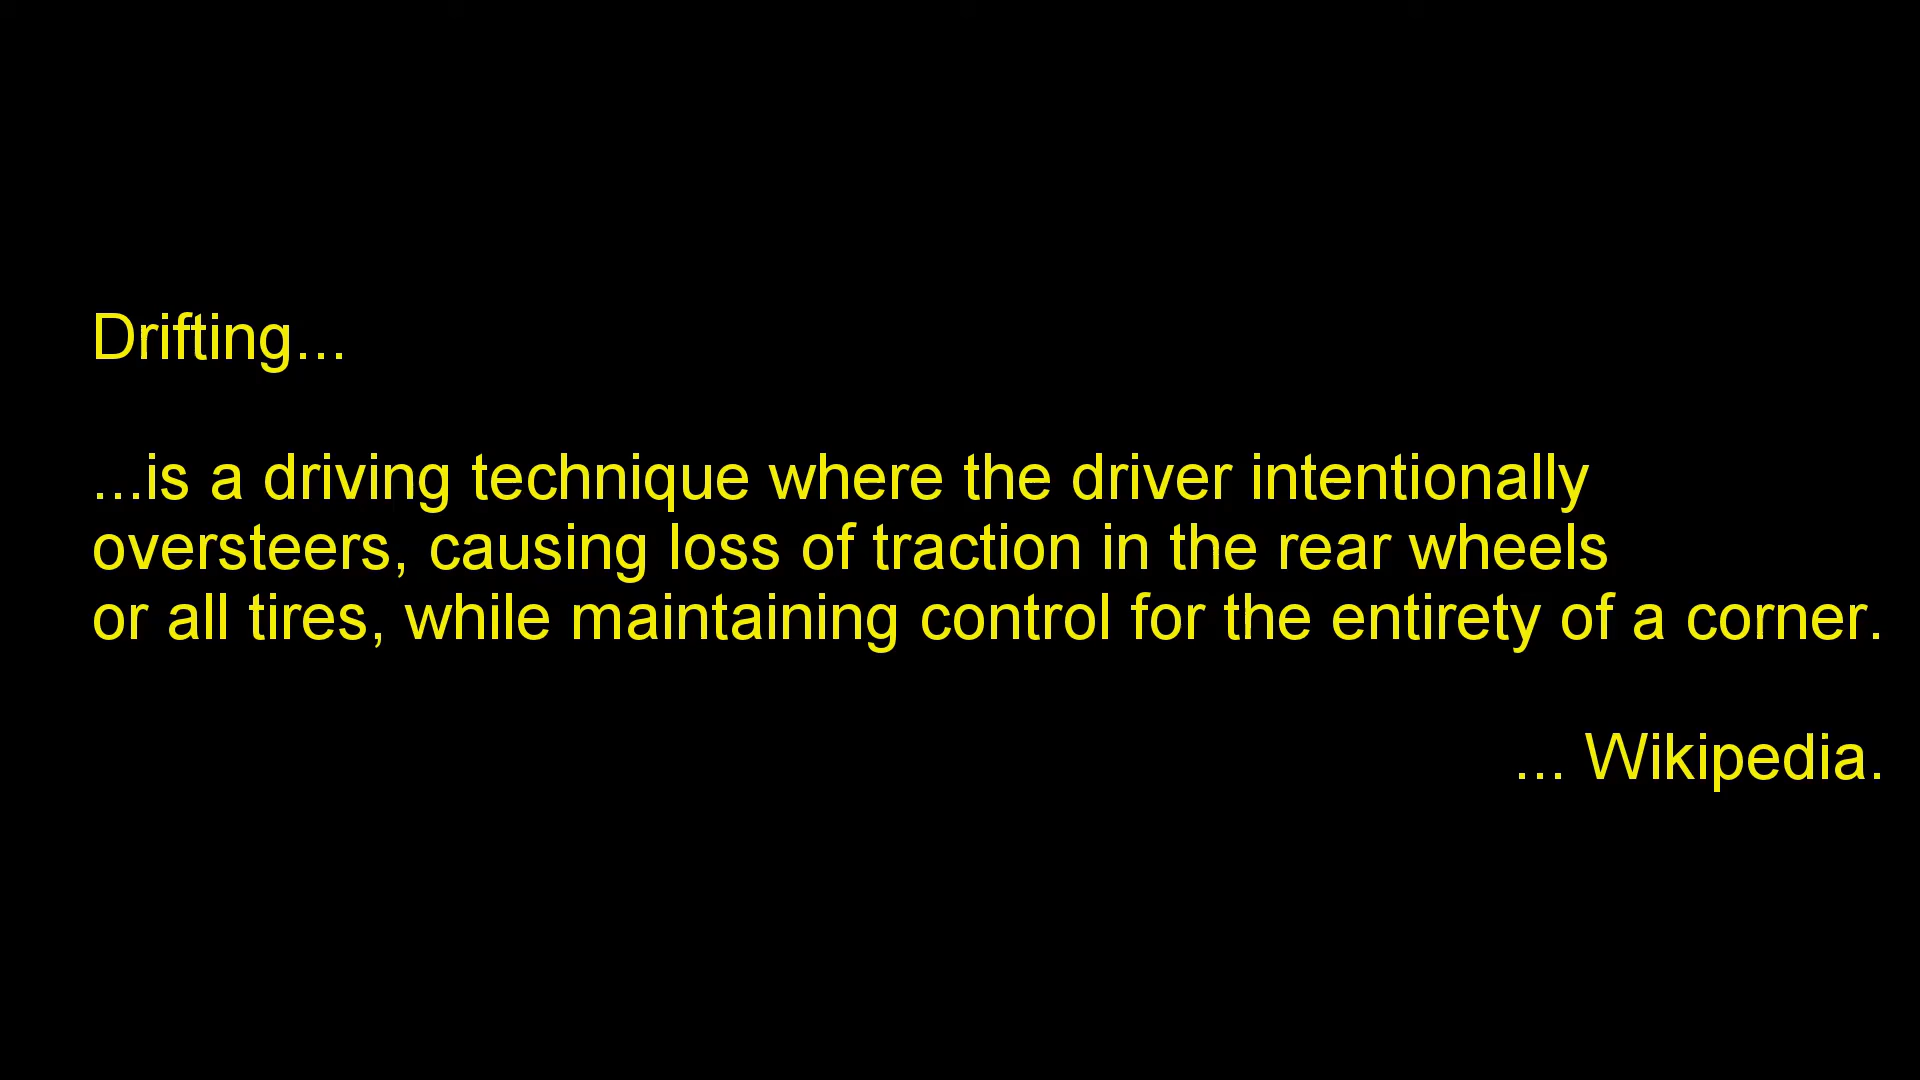 Drifting...
...is a driving technique where the driver intentionally
oversteers, causing loss of traction in the rear wheels
or all tires, while maintaining control for the entirety of a corner.
... Wikipedia.